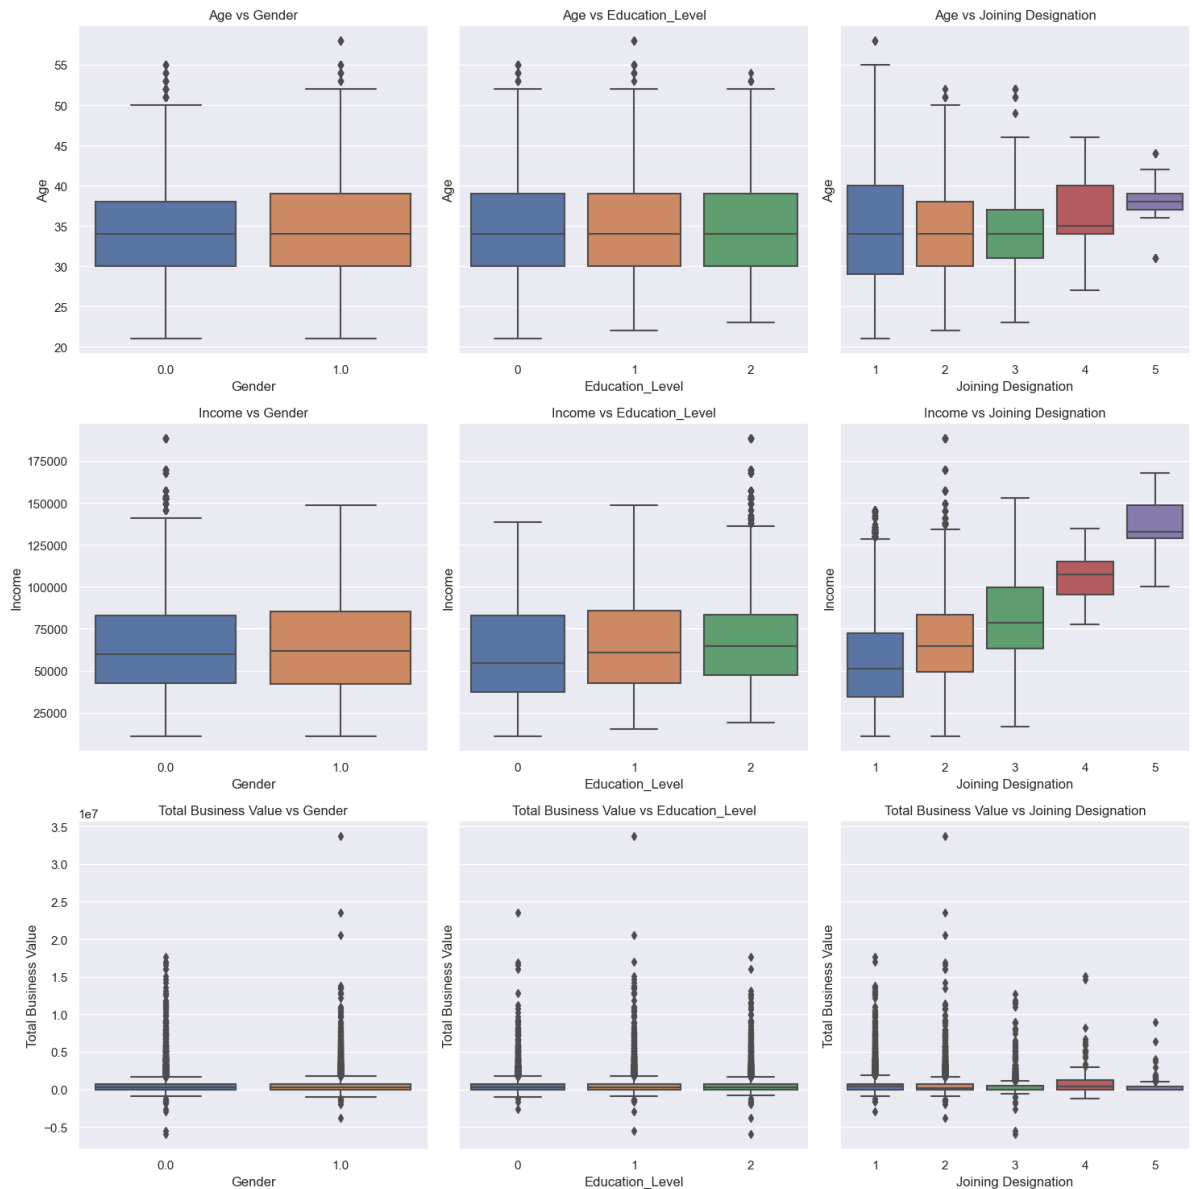 Age vs Gender
Age vs Education_Level
Age vs Joining Designation
55
50
45
40
35
30
25
20
Age
Age
Age
0.0 1.0
0 1 2
1 2 3 4 5
Gender
Education_Level
Joining Designation
Income vs Gender
Income vs Education_Level
Income vs Joining Designation
175000
150000
125000
100000
75000
50000
25000
Income
Income
Income
0.0 1.0
0 1 2
1 2 3 4 5
Gender
Education_Level
Joining Designation
Total Business Value vs Gender
Total Business Value vs Education_Level
Total Business Value vs Joining Designation
1e7
3.5
3.0
2.5
2.0
1.5
1.0
0.5
0.0
−0.5
Total Business Value
Total Business Value
Total Business Value
0.0 1.0
0 1 2
1 2 3 4 5
Gender
Education_Level
Joining Designation